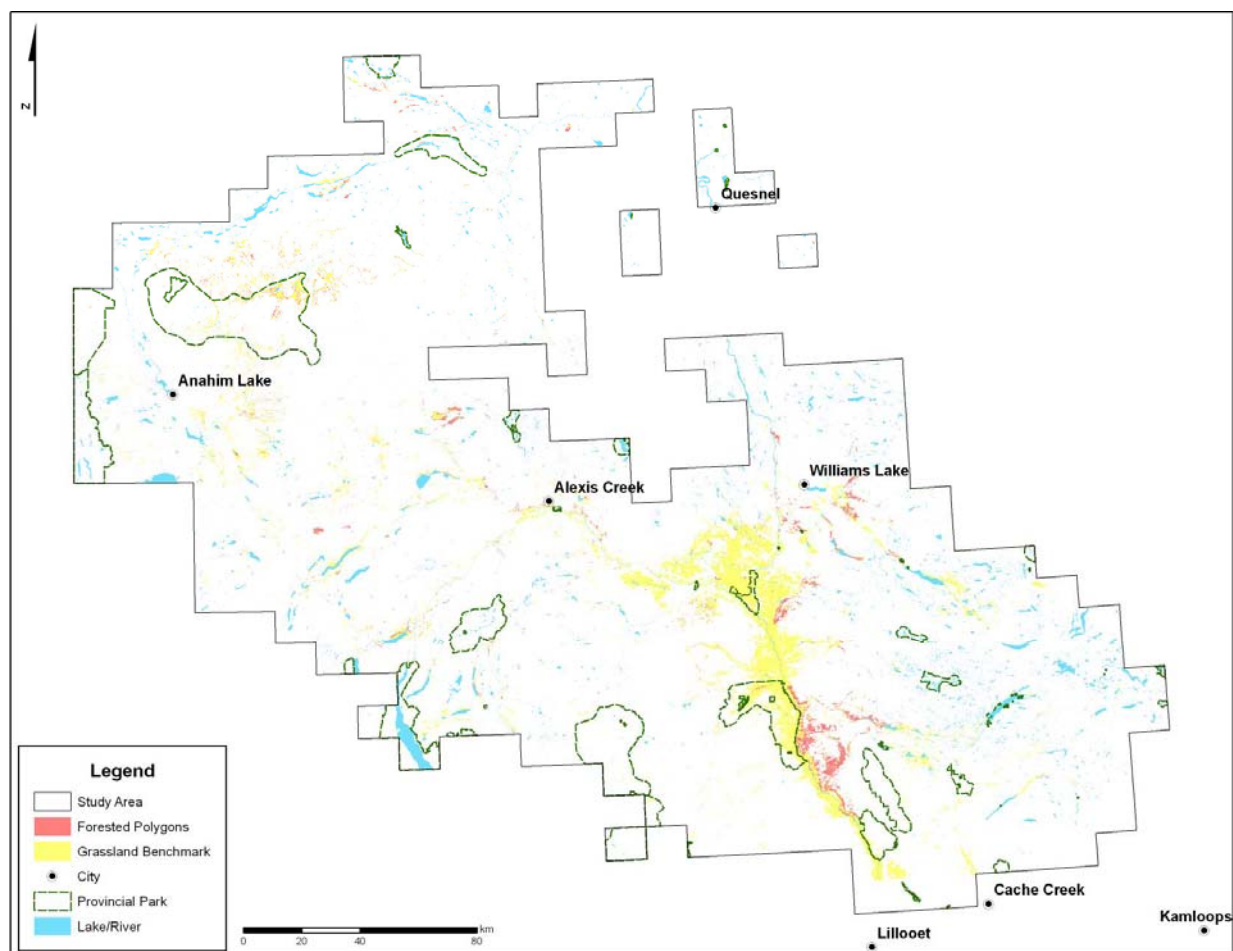 N
Quesnel
Anahim Lake
Williams Lake
Alexis Creek
Legend
Study Area
Forested Polygons
Grassland Benchmark
City
Provincial Park
Lake/River
km
0 20 40 80
Cache Creek
Kamloops
Lillooet